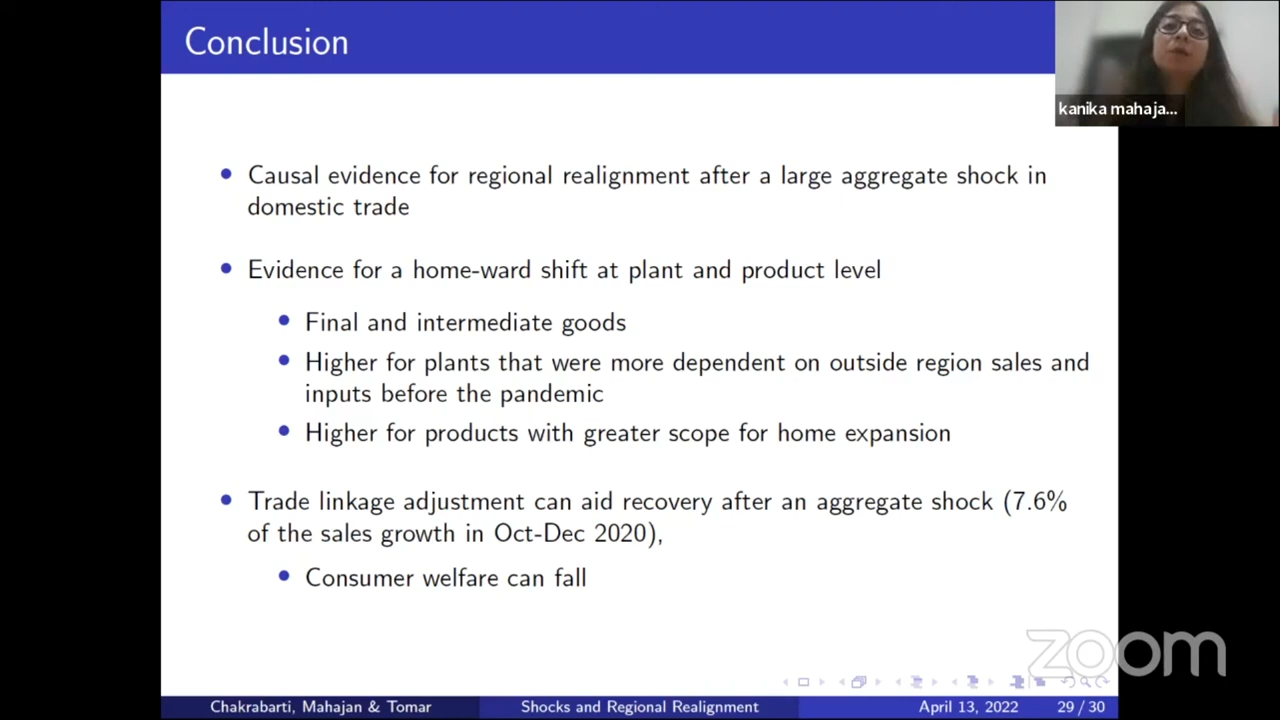 Conclusion
kanika mahaja...
Causal evidence for regional realignment after a large aggregate shock in
domestic trade
Evidence for a home-ward shift at plant and product level
Final and intermediate goods
Higher for plants that were more dependent on outside region sales and
inputs before the pandemic
Higher for products with greater scope for home expansion
Trade linkage adjustment can aid recovery after an aggregate shock (7.6%
of the sales growth in Oct-Dec 2020),
Consumer welfare can fall
zoom
Chakrabarti, Mahajan & Tomar Shocks and Regional Realignment April 13, 2022 29 / 30